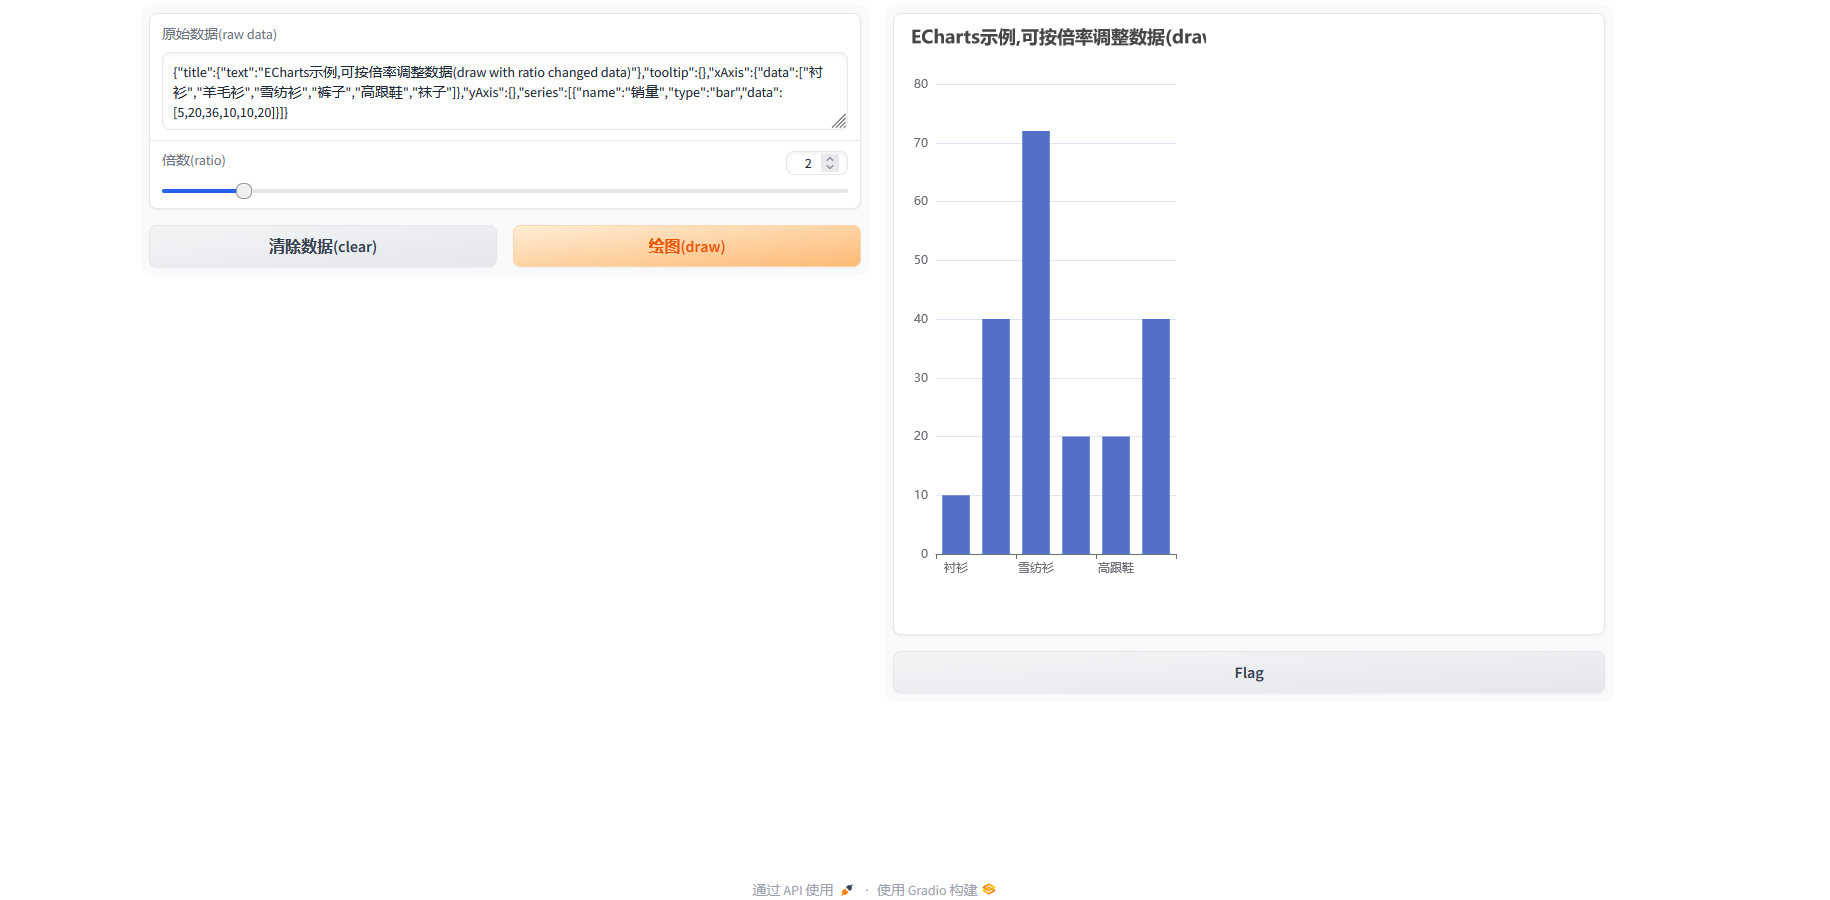 原始数据(raw data)
{"title":{"text":"ECharts示例,可按倍率调整数据(draw with ratio changed data)"},"tooltip":{},"xAxis":{"data":["衬
衫","羊毛衫","雪纺衫","裤子","高跟鞋","袜子"]},"yAxis":{},"series":[{"name":"销量","type":"bar","data":
[5,20,36,10,10,20]}]}
倍数(ratio)
2
清除数据(clear)
绘图(draw)
ECharts示例,可按倍率调整数据(draw
80
70
60
50
40
30
20
10
0
衬衫 雪纺衫 高跟鞋
Flag
通过 API 使用 · 使用 Gradio 构建